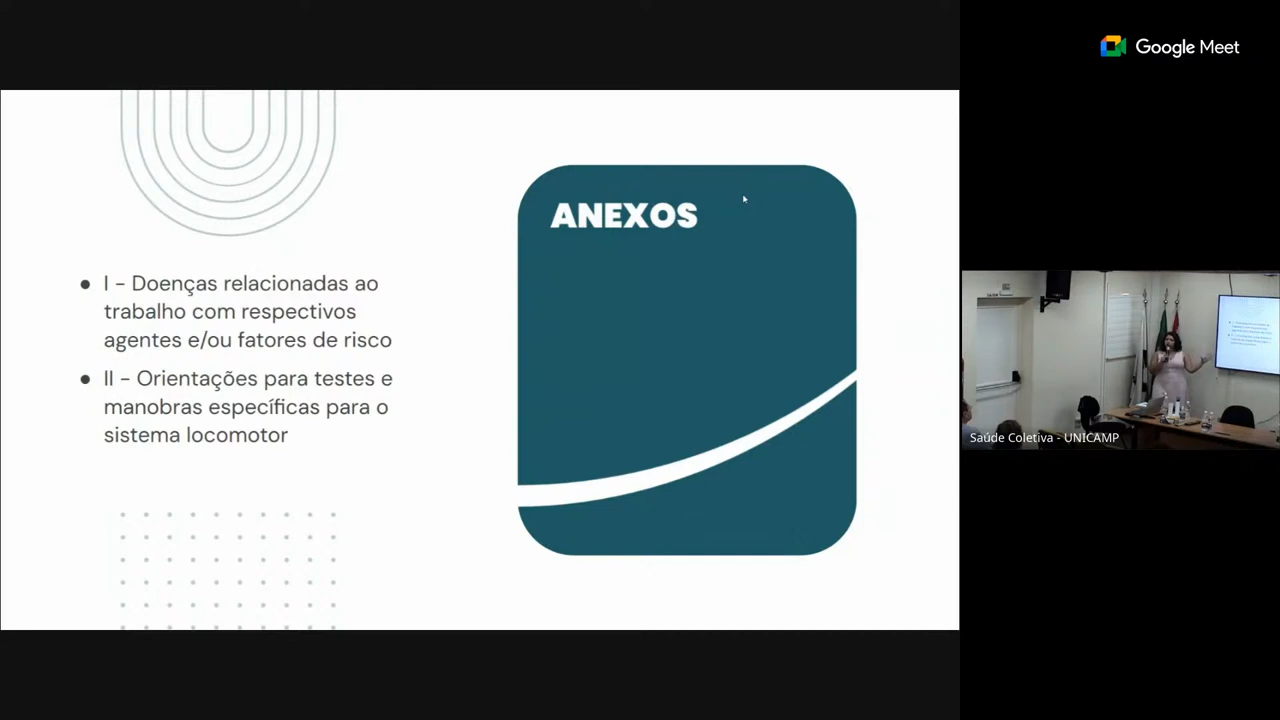 Google Meet
ANEXOS
● I - Doenças relacionadas ao
trabalho com respectivos
agentes e/ou fatores de risco
● II - Orientações para testes e
manobras específicas para o
sistema locomotor
Saúde Coletiva - UNICAMP